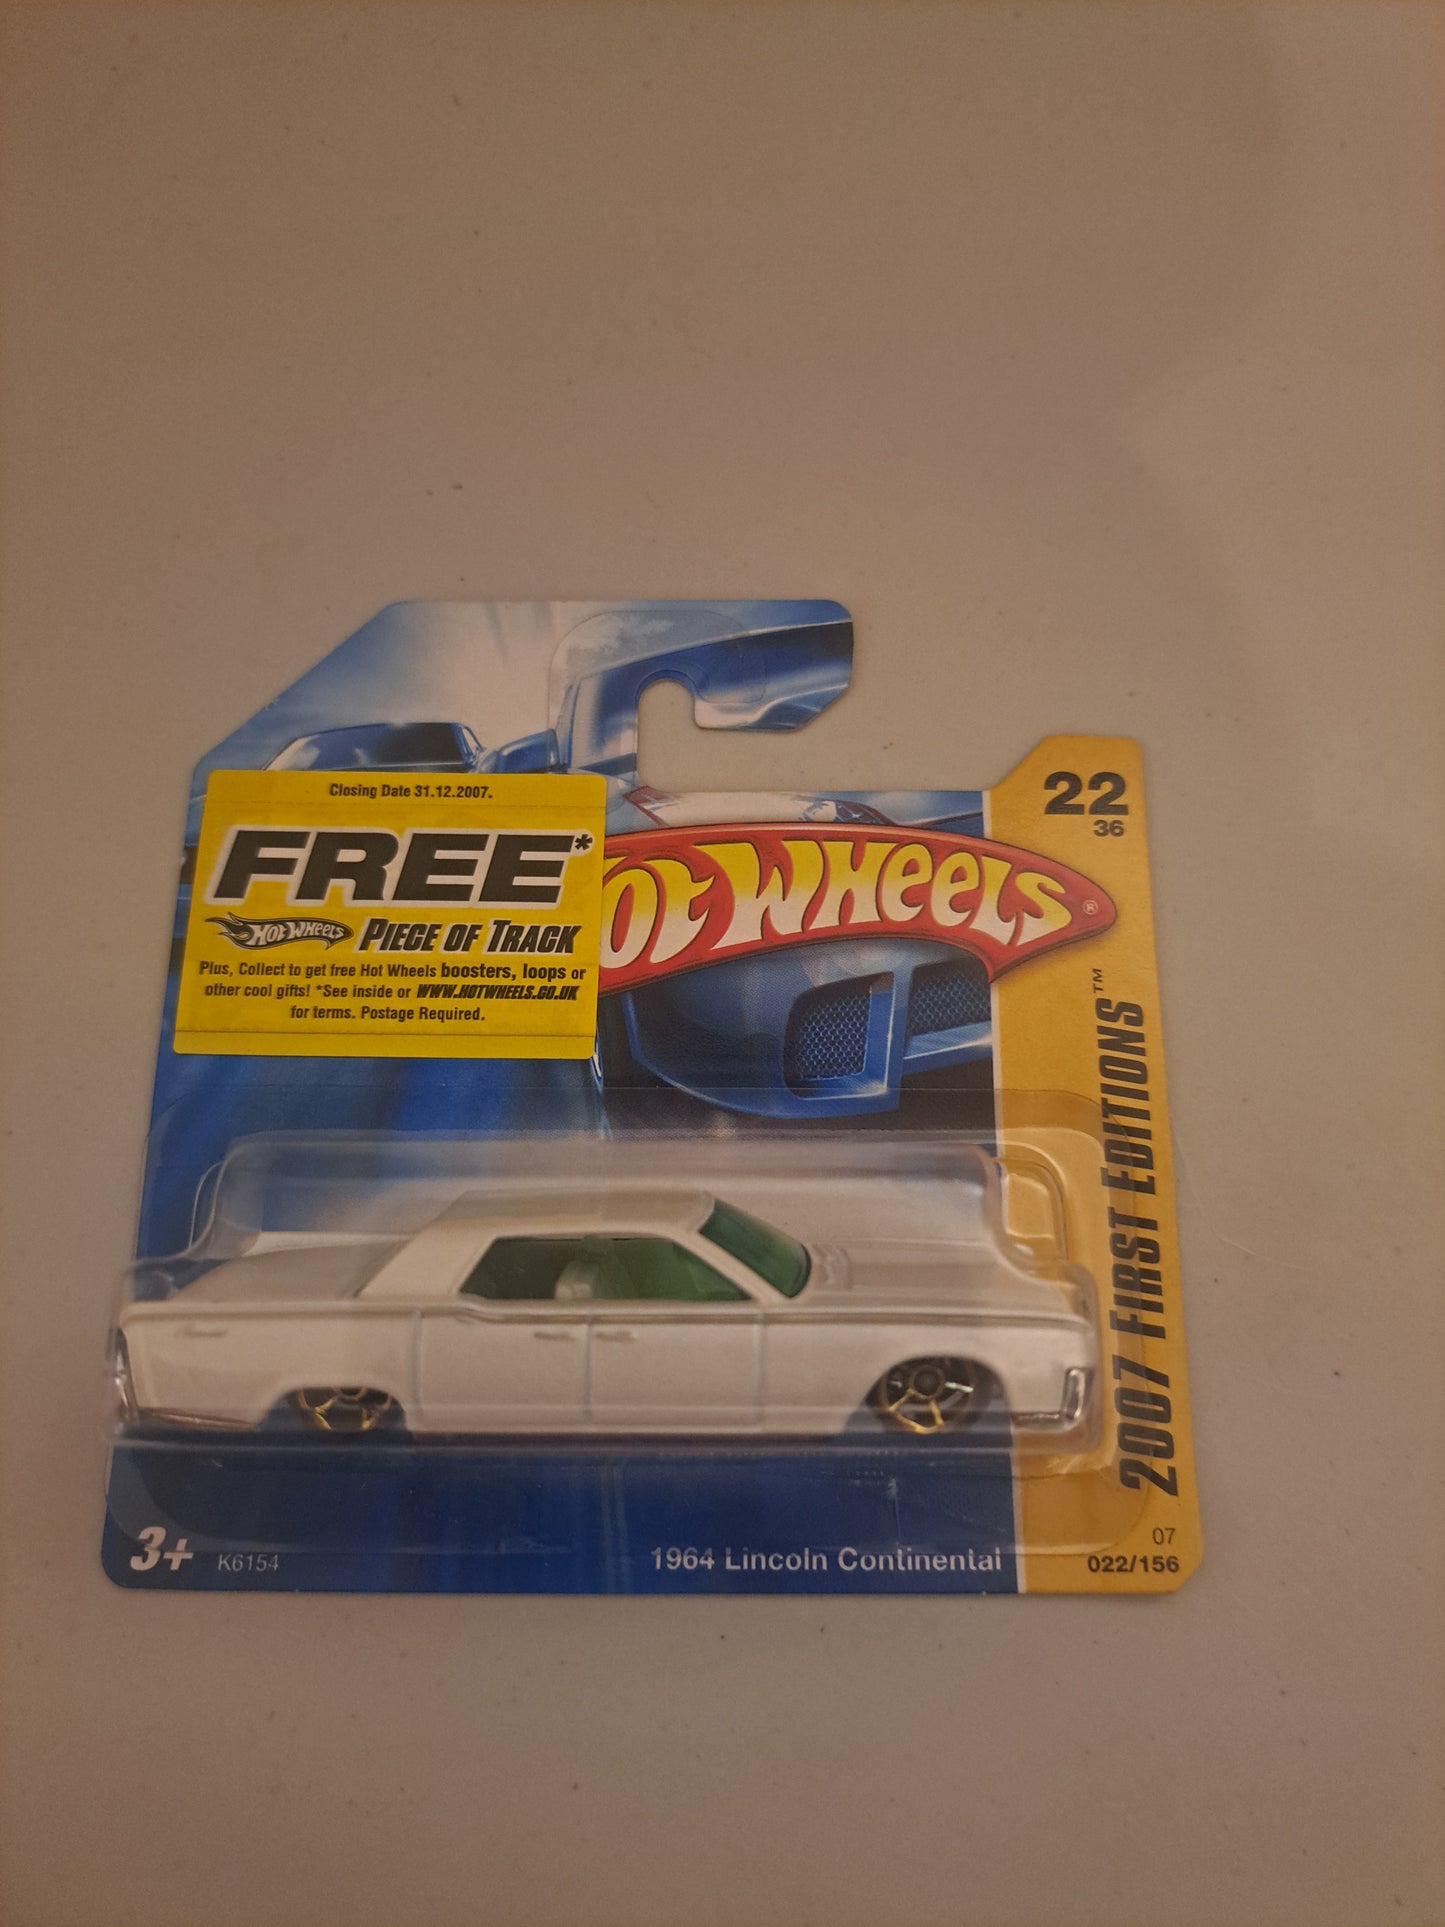 Closing Date 31.12.2007.
FREE*
HOT WHEELS PIECE OF TRACK
Plus, Collect to get free Hot Wheels boosters, loops or
other cool gifts! *See inside or WWW.HOTWHEELS.CO.UK
for terms. Postage Required.
22
36
HOT WHEELS®
2007 FIRST EDITIONS™
3+ K6154
1964 Lincoln Continental
07
022/156